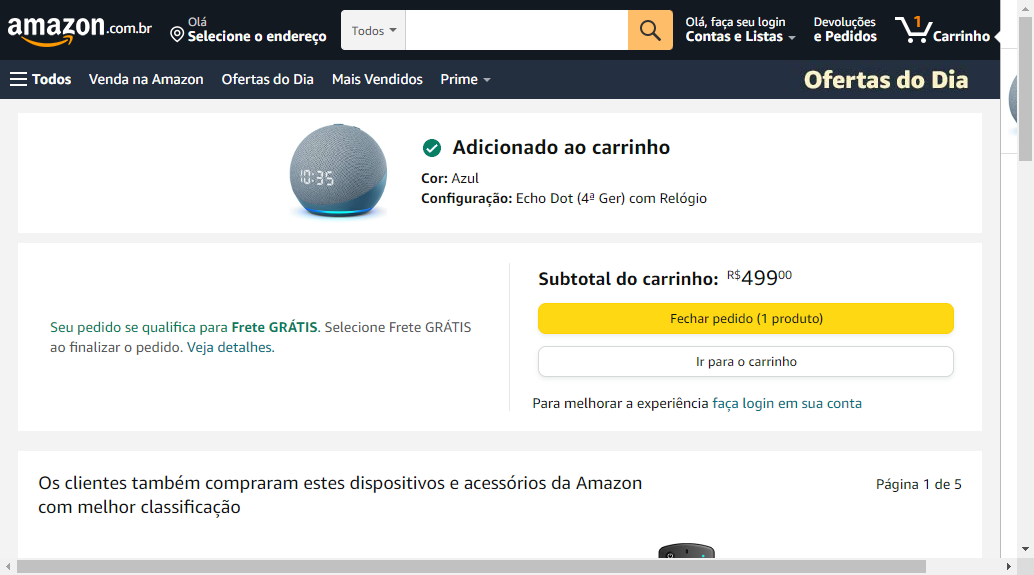 amazon.com.br
Olá
Selecione o endereço
Todos
Olá, faça seu login
Contas e Listas
Devoluções
e Pedidos
1
Carrinho
Todos
Venda na Amazon
Ofertas do Dia
Mais Vendidos
Prime
Ofertas do Dia
10:35
Adicionado ao carrinho
Cor: Azul
Configuração: Echo Dot (4ª Ger) com Relógio
Seu pedido se qualifica para Frete GRÁTIS. Selecione Frete GRÁTIS
ao finalizar o pedido. Veja detalhes.
Subtotal do carrinho: R$49900
Fechar pedido (1 produto)
Ir para o carrinho
Para melhorar a experiência faça login em sua conta
Os clientes também compraram estes dispositivos e acessórios da Amazon
com melhor classificação
Página 1 de 5